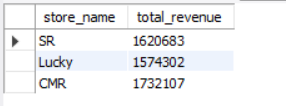 store_name total_revenue
SR 1620683
Lucky 1574302
CMR 1732107